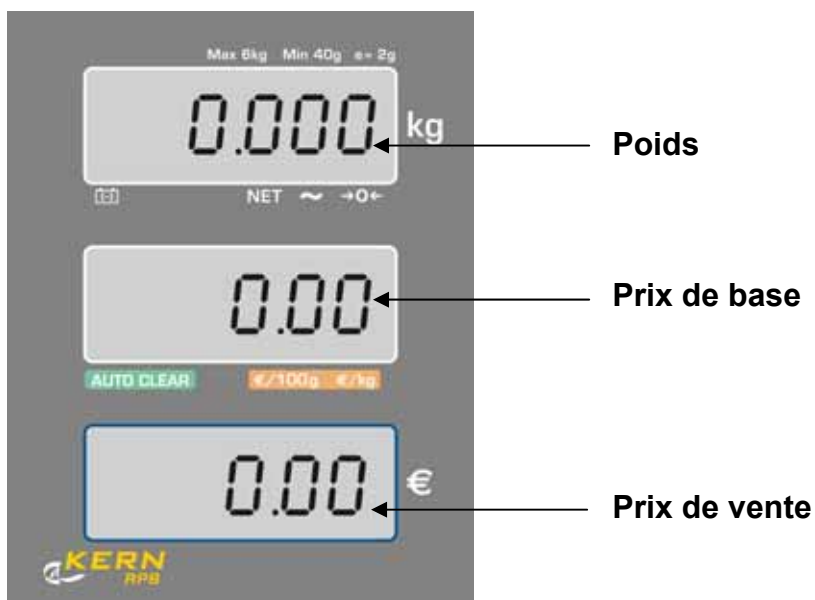 Max 6kg Min 40g e= 2g
0.000 kg
Poids
NET ~ →0←
0.00
Prix de base
AUTO CLEAR €/100g €/kg
0.00 €
Prix de vente
KERN
RPB